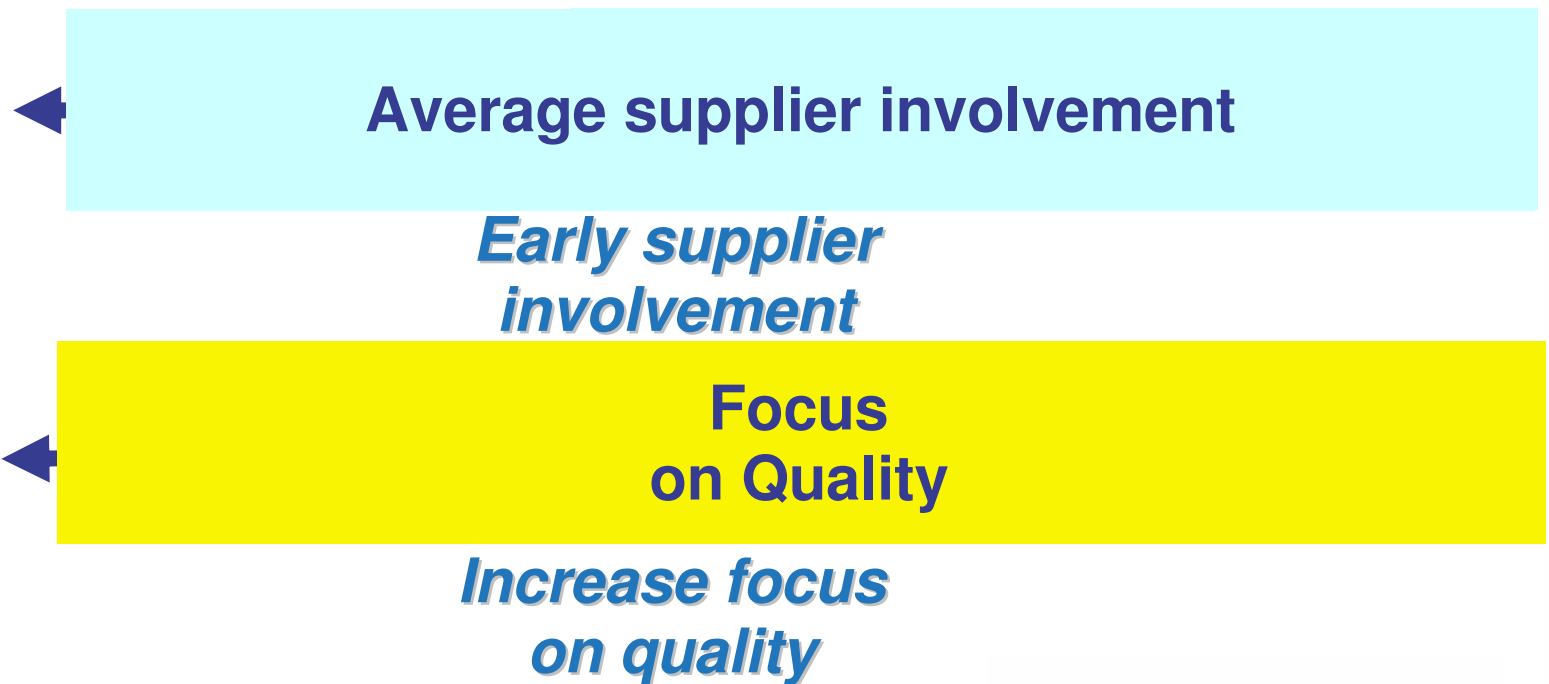 Average supplier involvement
Early supplier
involvement
Focus
on Quality
Increase focus
on quality